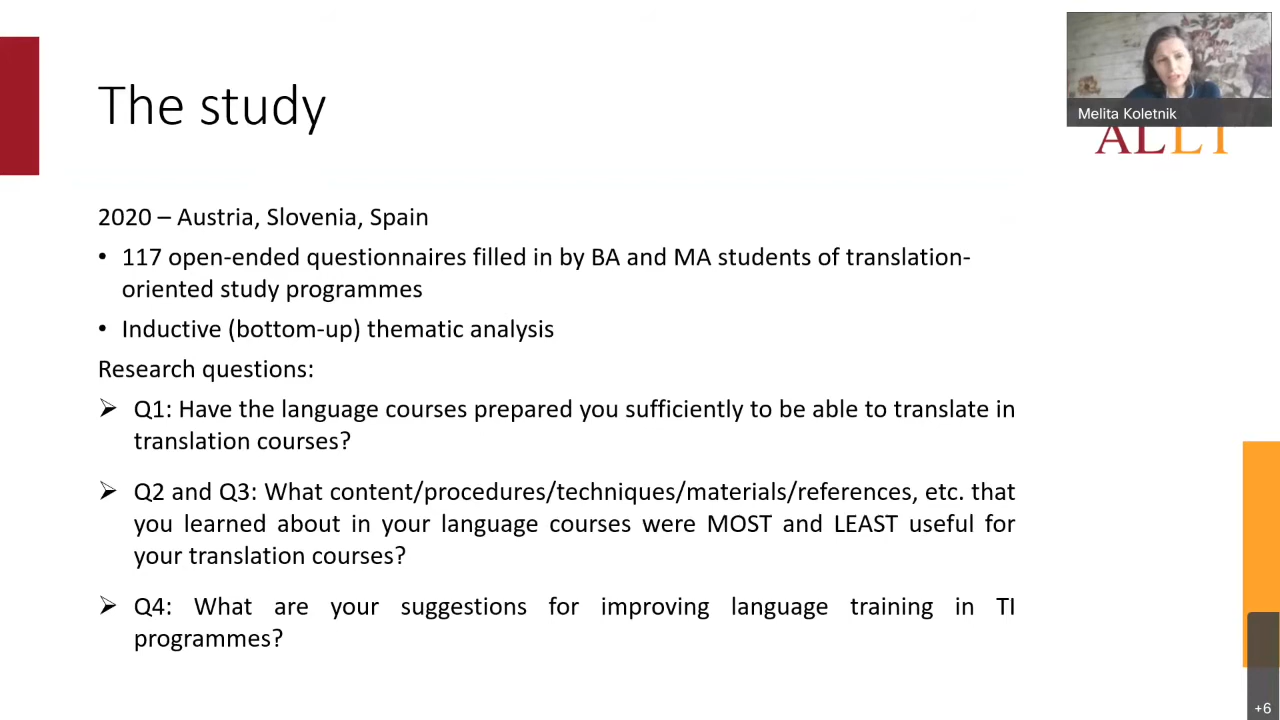 The study
Melita Koletnik
ALLT
2020 – Austria, Slovenia, Spain
• 117 open-ended questionnaires filled in by BA and MA students of translation-
oriented study programmes
• Inductive (bottom-up) thematic analysis
Research questions:
➢ Q1: Have the language courses prepared you sufficiently to be able to translate in
translation courses?
➢ Q2 and Q3: What content/procedures/techniques/materials/references, etc. that
you learned about in your language courses were MOST and LEAST useful for
your translation courses?
➢ Q4: What are your suggestions for improving language training in TI
programmes?
+6